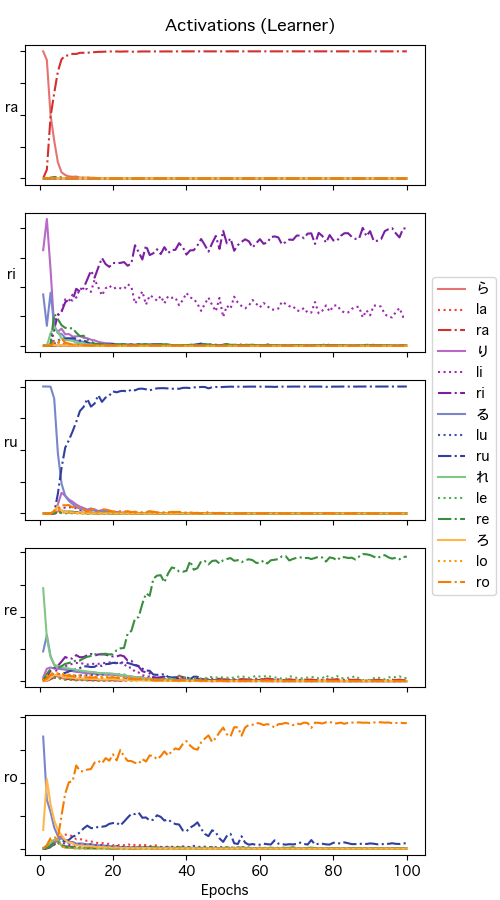 Activations (Learner)
ra
ri
ru
re
ro
ら
la
ra
り
li
ri
る
lu
ru
れ
le
re
ろ
lo
ro
0 20 40 60 80 100
Epochs